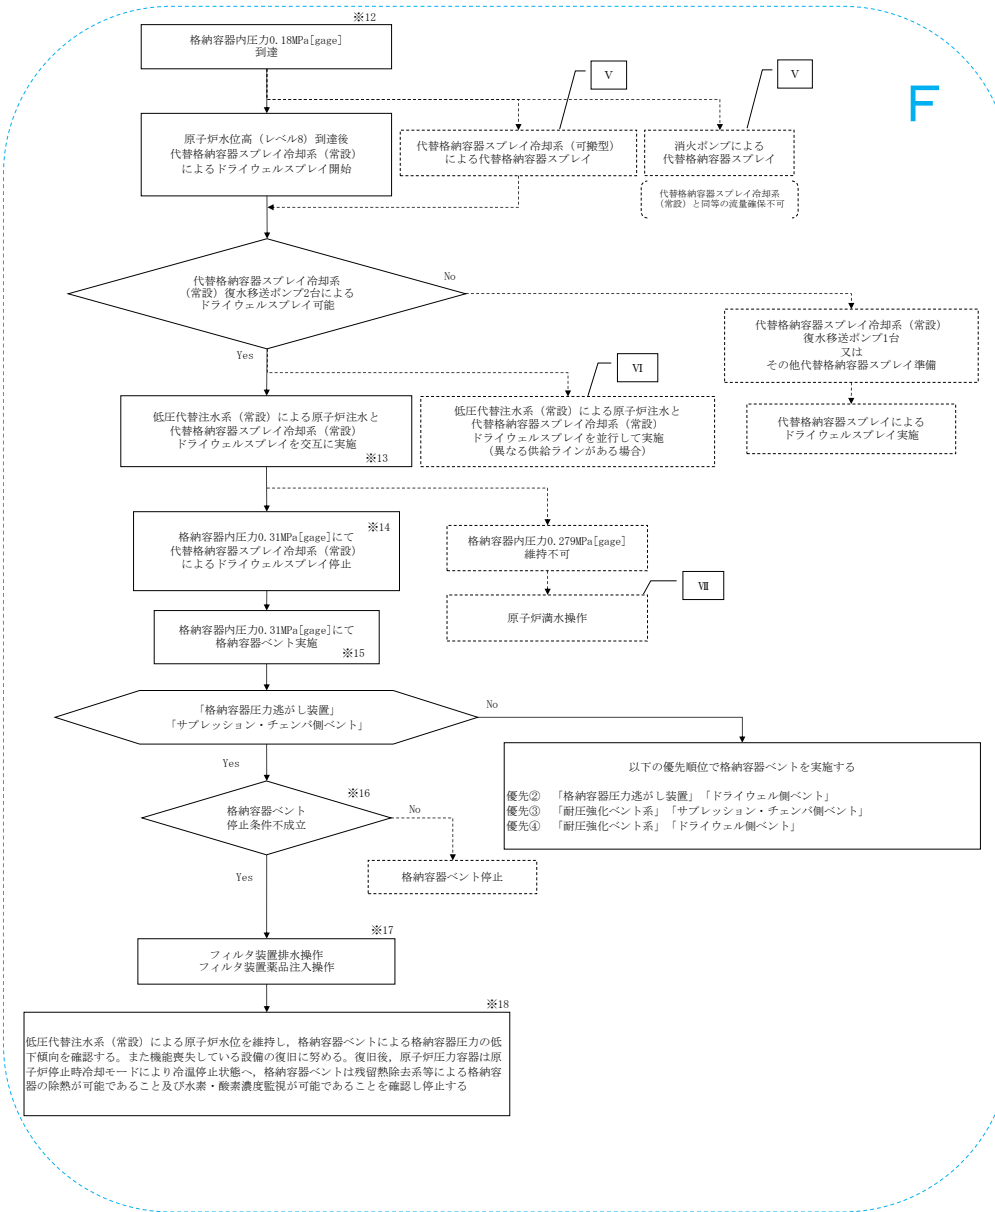 ※12
格納容器内圧力0.18MPa[gage]
到達
F
V
V
原子炉水位高（レベル8）到達後
代替格納容器スプレイ冷却系（常設）
によるドライウェルスプレイ開始
代替格納容器スプレイ冷却系（可搬型）
による代替格納容器スプレイ
消火ポンプによる
代替格納容器スプレイ
代替格納容器スプレイ冷却系
（常設）と同等の流量確保不可
代替格納容器スプレイ冷却系
（常設）復水移送ポンプ2台による
ドライウェルスプレイ可能
No
Yes
代替格納容器スプレイ冷却系（常設）
復水移送ポンプ1台
又は
その他代替格納容器スプレイ準備
代替格納容器スプレイによる
ドライウェルスプレイ実施
Ⅵ
低圧代替注水系（常設）による原子炉注水と
代替格納容器スプレイ冷却系（常設）
ドライウェルスプレイを交互に実施
※13
低圧代替注水系（常設）による原子炉注水と
代替格納容器スプレイ冷却系（常設）
ドライウェルスプレイを並行して実施
（異なる供給ラインがある場合）
※14
格納容器内圧力0.31MPa[gage]にて
代替格納容器スプレイ冷却系（常設）
によるドライウェルスプレイ停止
格納容器内圧力0.279MPa[gage]
維持不可
Ⅶ
原子炉満水操作
格納容器内圧力0.31MPa[gage]にて
格納容器ベント実施
※15
「格納容器圧力逃がし装置」
「サプレッション・チェンバ側ベント」
No
Yes
以下の優先順位で格納容器ベントを実施する
優先② 「格納容器圧力逃がし装置」「ドライウェル側ベント」
優先③ 「耐圧強化ベント系」「サプレッション・チェンバ側ベント」
優先④ 「耐圧強化ベント系」「ドライウェル側ベント」
※16
格納容器ベント
停止条件不成立
No
Yes
格納容器ベント停止
※17
フィルタ装置排水操作
フィルタ装置薬品注入操作
※18
低圧代替注水系（常設）による原子炉水位を維持し，格納容器ベントによる格納容器圧力の低
下傾向を確認する。また機能喪失している設備の復旧に努める。復旧後，原子炉圧力容器は原
子炉停止時冷却モードにより冷温停止状態へ，格納容器ベントは残留熱除去系等による格納容
器の除熱が可能であること及び水素・酸素濃度監視が可能であることを確認し停止する